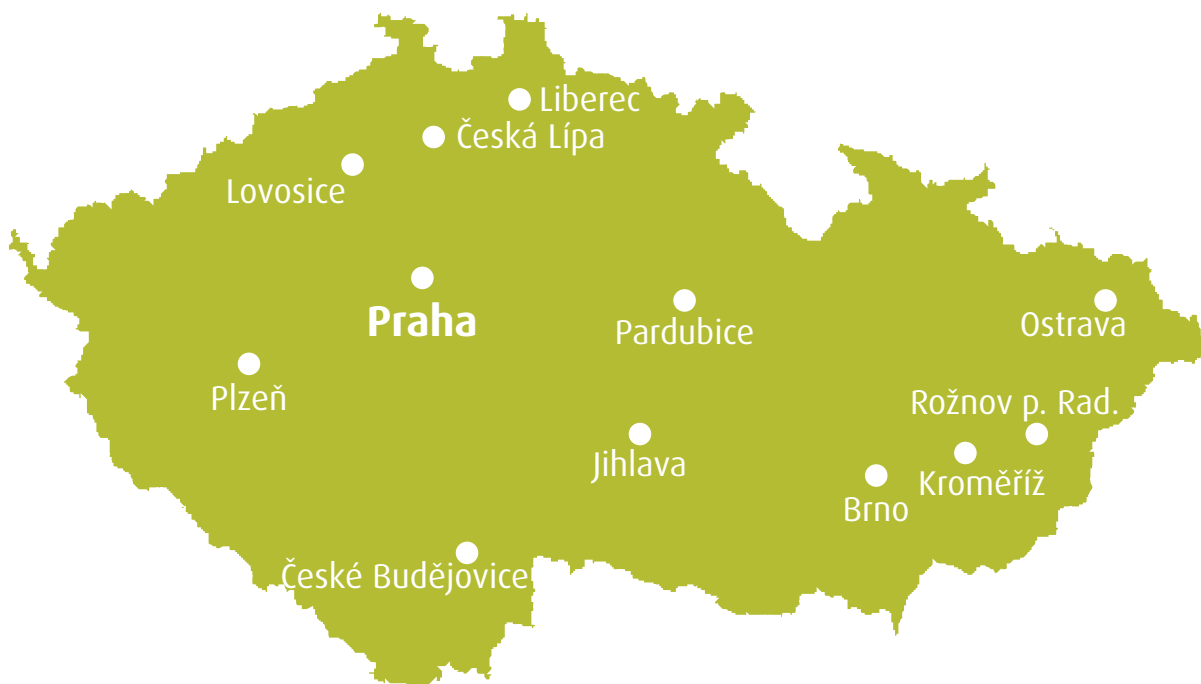 Liberec
Česká Lípa
Lovosice
Praha
Pardubice
Ostrava
Plzeň
Rožnov p. Rad.
Jihlava
Kroměříž
Brno
České Budějovice